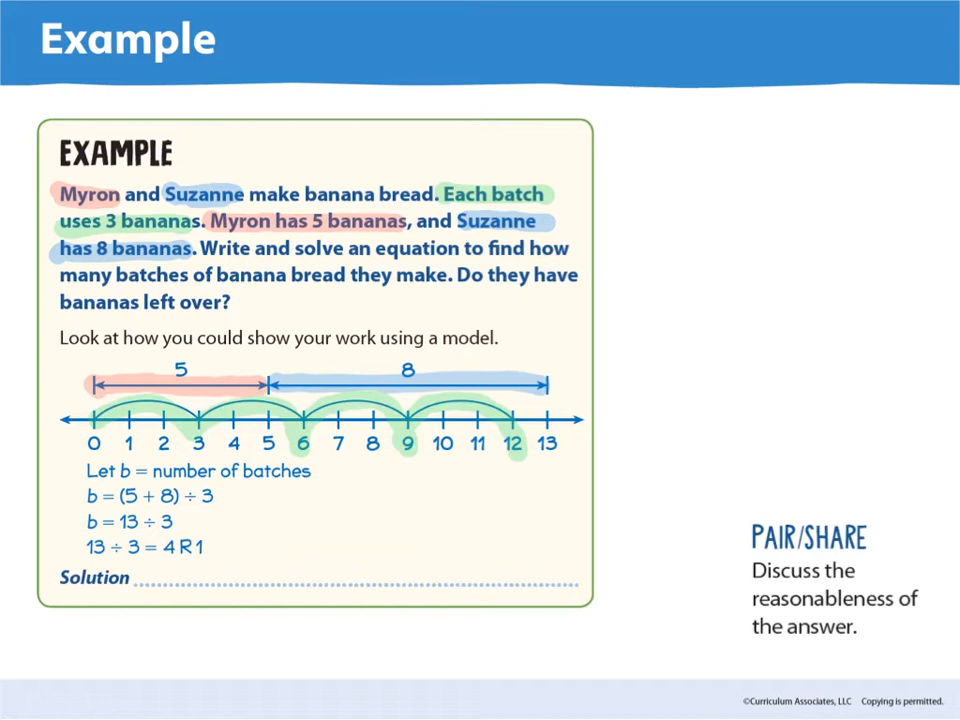 Example
EXAMPLE
Myron and Suzanne make banana bread. Each batch
uses 3 bananas. Myron has 5 bananas, and Suzanne
has 8 bananas. Write and solve an equation to find how
many batches of banana bread they make. Do they have
bananas left over?
Look at how you could show your work using a model.
5 8
0 1 2 3 4 5 6 7 8 9 10 11 12 13
Let b = number of batches
b = (5 + 8) ÷ 3
b = 13 ÷ 3
13 ÷ 3 = 4 R 1
Solution
PAIR/SHARE
Discuss the
reasonableness of
the answer.
©Curriculum Associates, LLC Copying is permitted.